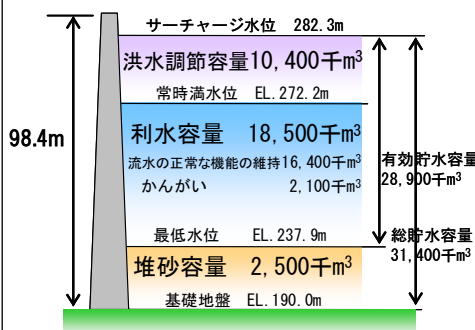 サーチャージ水位 282.3m
洪水調節容量10,400千m³
常時満水位 EL.272.2m
98.4m
利水容量 18,500千m³
流水の正常な機能の維持16,400千m³
かんがい 2,100千m³
有効貯水容量
28,900千m³
最低水位 EL.237.9m
総貯水容量
31,400千m³
堆砂容量 2,500千m³
基礎地盤 EL.190.0m